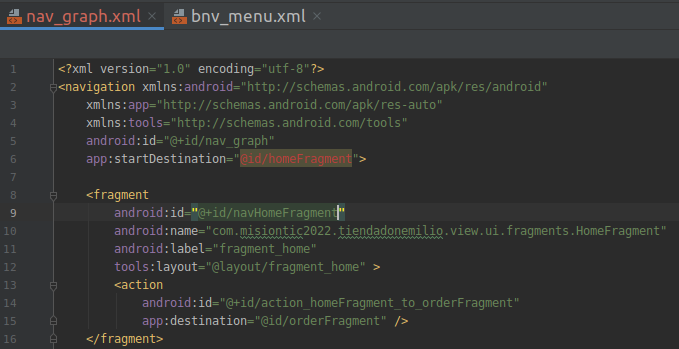 nav_graph.xml × bnv_menu.xml ×
1 <?xml version="1.0" encoding="utf-8"?>
2 <navigation xmlns:android="http://schemas.android.com/apk/res/android"
3 xmlns:app="http://schemas.android.com/apk/res-auto"
4 xmlns:tools="http://schemas.android.com/tools"
5 android:id="@+id/nav_graph"
6 app:startDestination="@id/homeFragment">
7
8 <fragment
9 android:id="@+id/navHomeFragment"
10 android:name="com.misiontic2022.tiendadonemilio.view.ui.fragments.HomeFragment"
11 android:label="fragment_home"
12 tools:layout="@layout/fragment_home" >
13 <action
14 android:id="@+id/action_homeFragment_to_orderFragment"
15 app:destination="@id/orderFragment" />
16 </fragment>